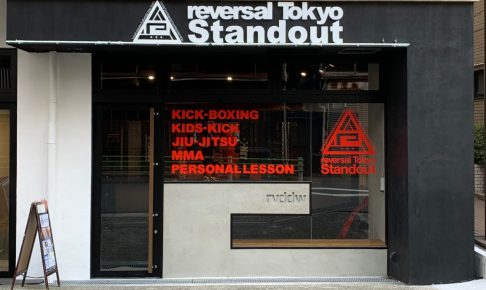 reversal Tokyo
Standout
KICK-BOXING
KIDS-KICK
JIU-JITSU
MMA
PERSONAL LESSON
reversal Tokyo
Standout
rvddw